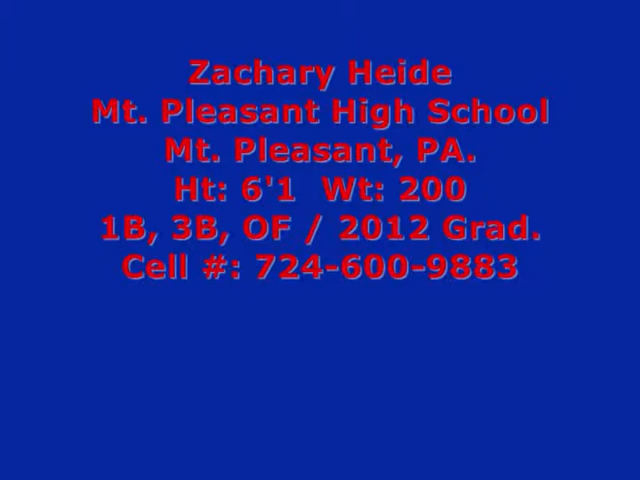 Zachary Heide
Mt. Pleasant High School
Mt. Pleasant, PA.
Ht: 6'1  Wt: 200
1B, 3B, OF / 2012 Grad.
Cell #: 724-600-9883